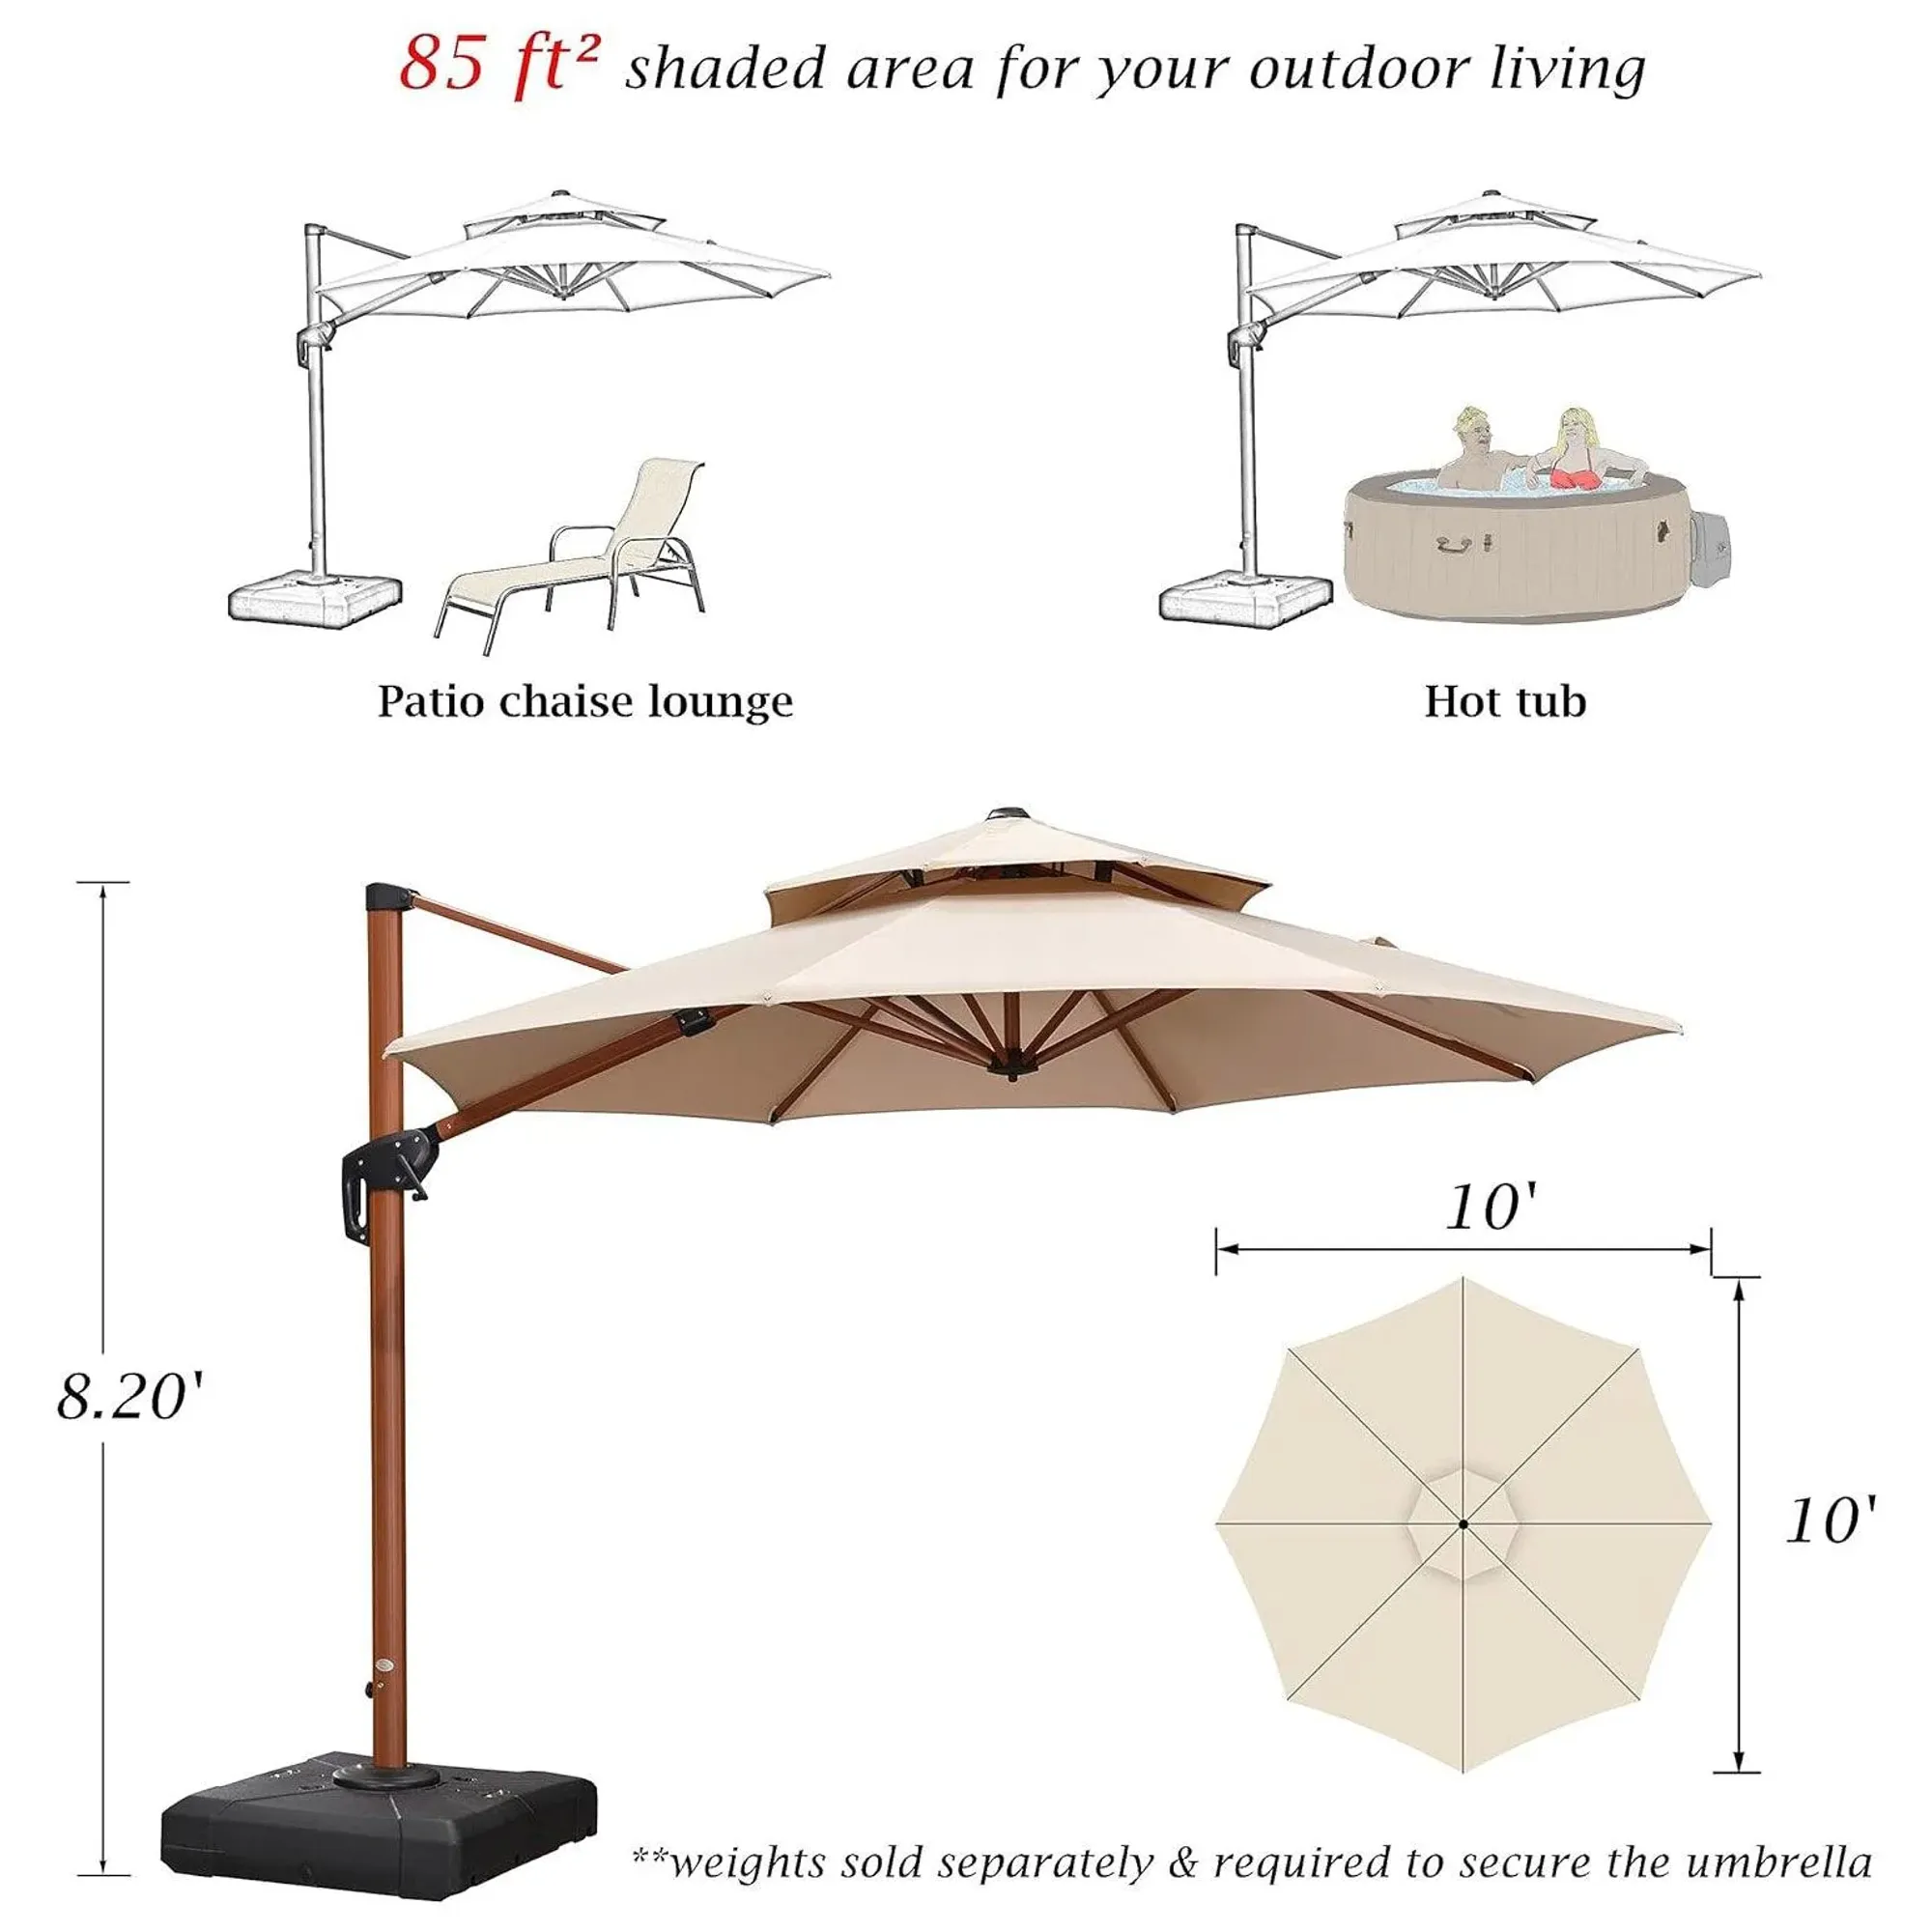 85 ft² shaded area for your outdoor living
Patio chaise lounge
Hot tub
10'
8.20'
10'
**weights sold separately & required to secure the umbrella